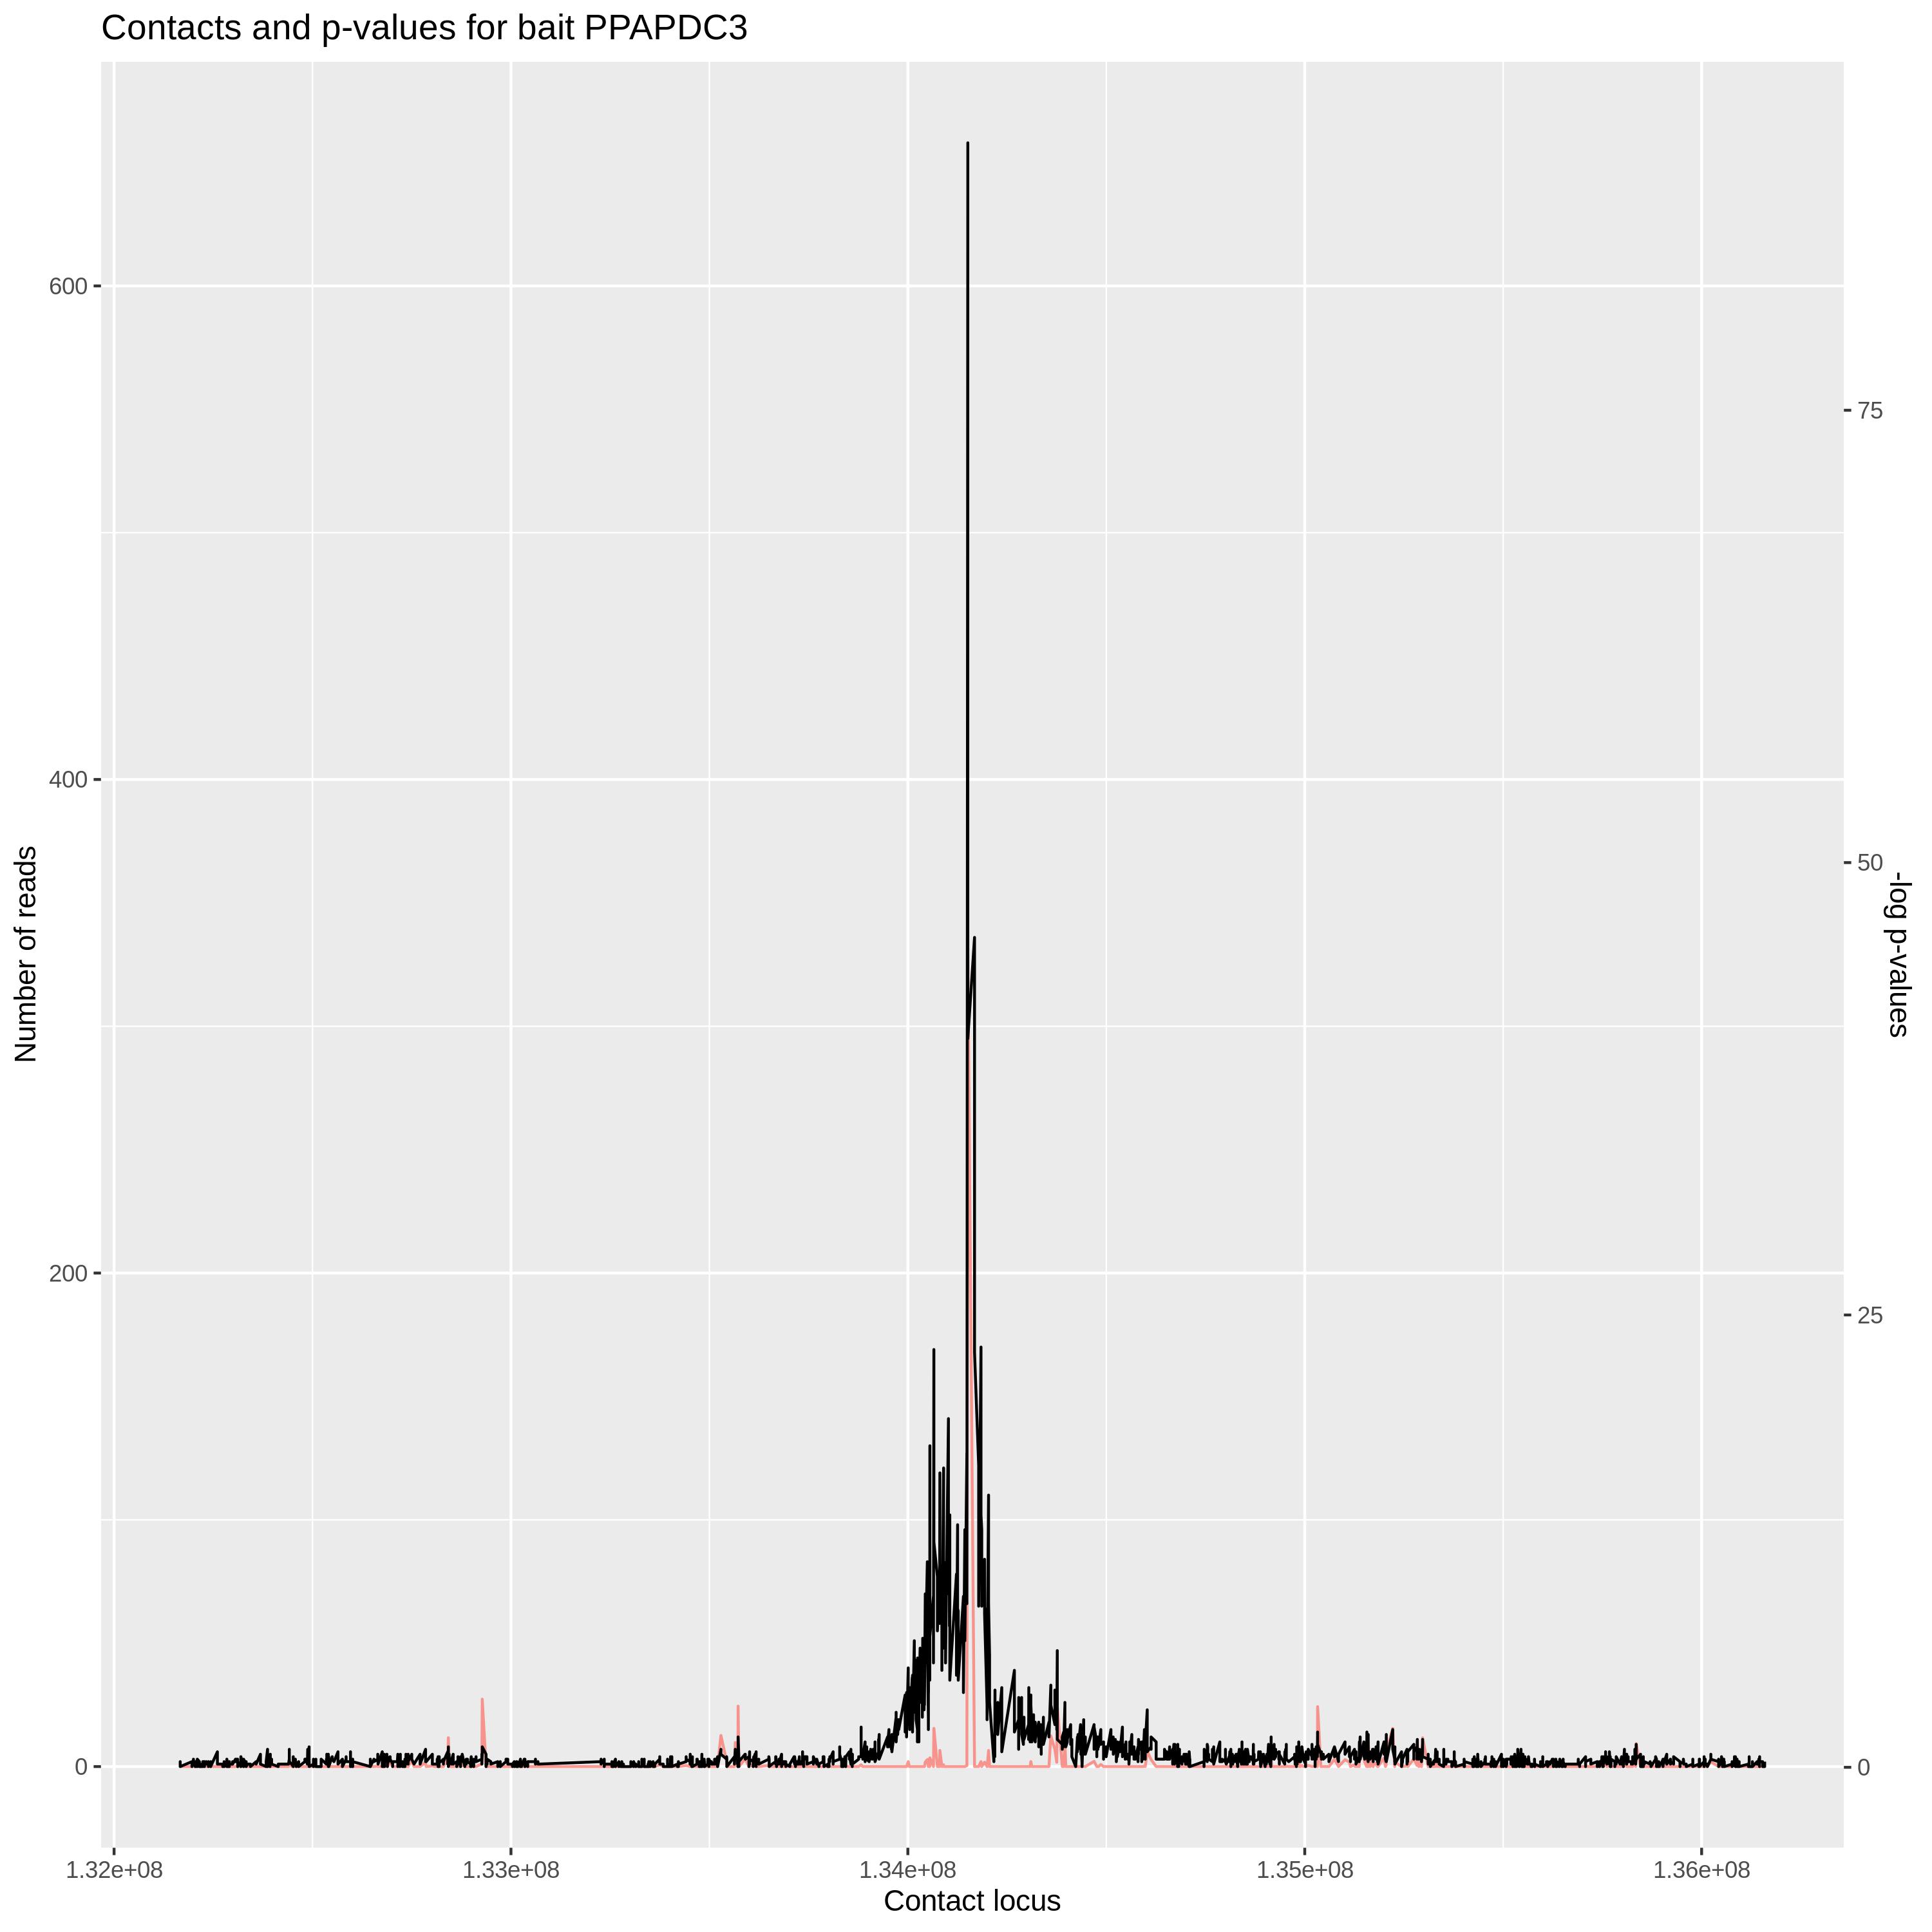 Contacts and p-values for bait PPAPDC3
600
400
200
0
Number of reads
75
50
25
0
-log p-values
1.32e+08 1.33e+08 1.34e+08 1.35e+08 1.36e+08
Contact locus